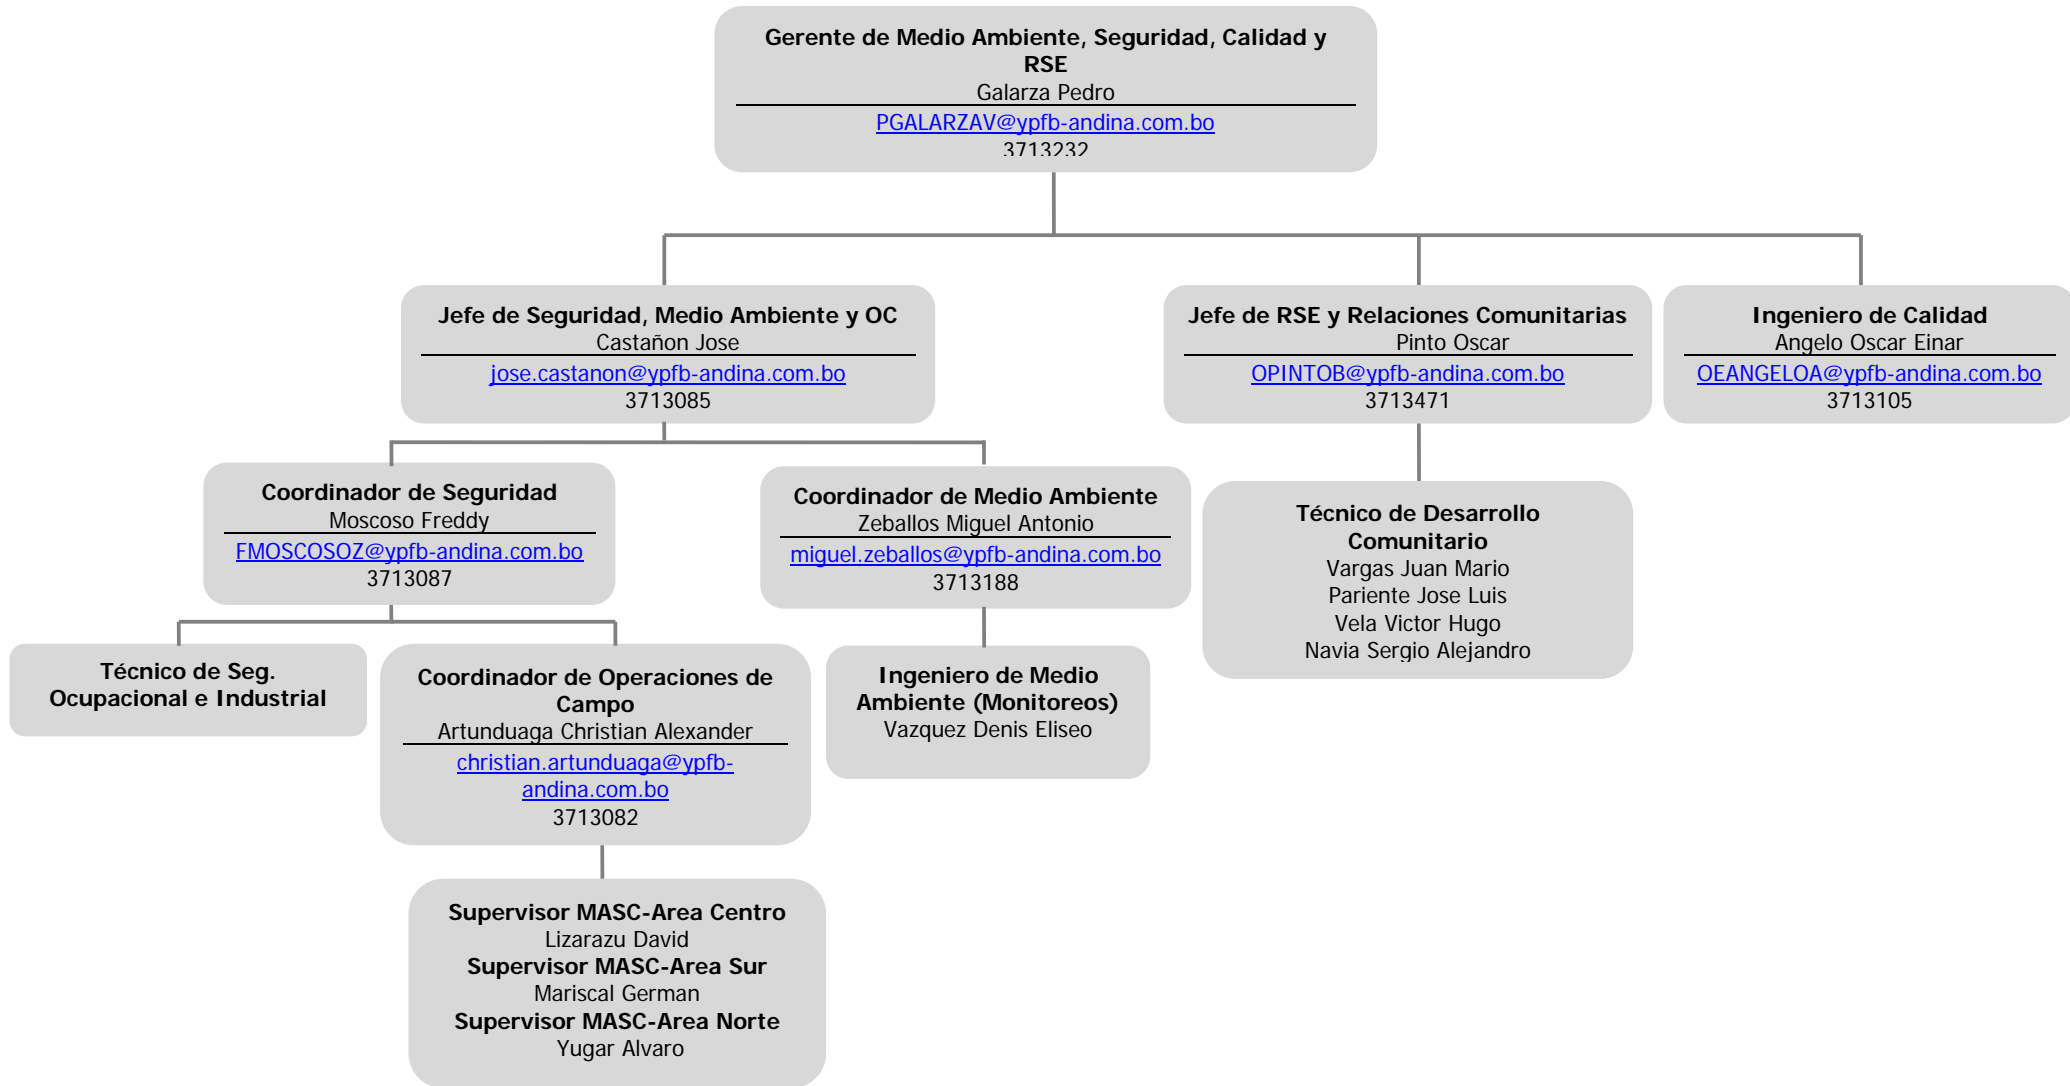 Gerente de Medio Ambiente, Seguridad, Calidad y
RSE
Galarza Pedro
PGALARZAV@ypfb-andina.com.bo
3713232
Jefe de Seguridad, Medio Ambiente y OC
Castañon Jose
jose.castanon@ypfb-andina.com.bo
3713085
Jefe de RSE y Relaciones Comunitarias
Pinto Oscar
OPINTOB@ypfb-andina.com.bo
3713471
Ingeniero de Calidad
Angelo Oscar Einar
OEANGELOA@ypfb-andina.com.bo
3713105
Coordinador de Seguridad
Moscoso Freddy
FMOSCOSOZ@ypfb-andina.com.bo
3713087
Coordinador de Medio Ambiente
Zeballos Miguel Antonio
miguel.zeballos@ypfb-andina.com.bo
3713188
Técnico de Desarrollo
Comunitario
Vargas Juan Mario
Pariente Jose Luis
Vela Victor Hugo
Navia Sergio Alejandro
Técnico de Seg.
Ocupacional e Industrial
Coordinador de Operaciones de
Campo
Artunduaga Christian Alexander
christian.artunduaga@ypfb-
andina.com.bo
3713082
Ingeniero de Medio
Ambiente (Monitoreos)
Vazquez Denis Eliseo
Supervisor MASC-Area Centro
Lizarazu David
Supervisor MASC-Area Sur
Mariscal German
Supervisor MASC-Area Norte
Yugar Alvaro